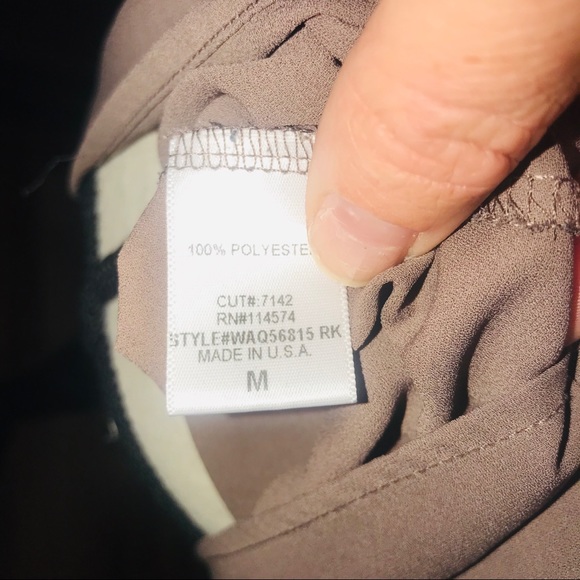 100% POLYESTE
CUT#:7142
RN#114574
STYLE#WAQ56815 RK
MADE IN U.S.A.
M